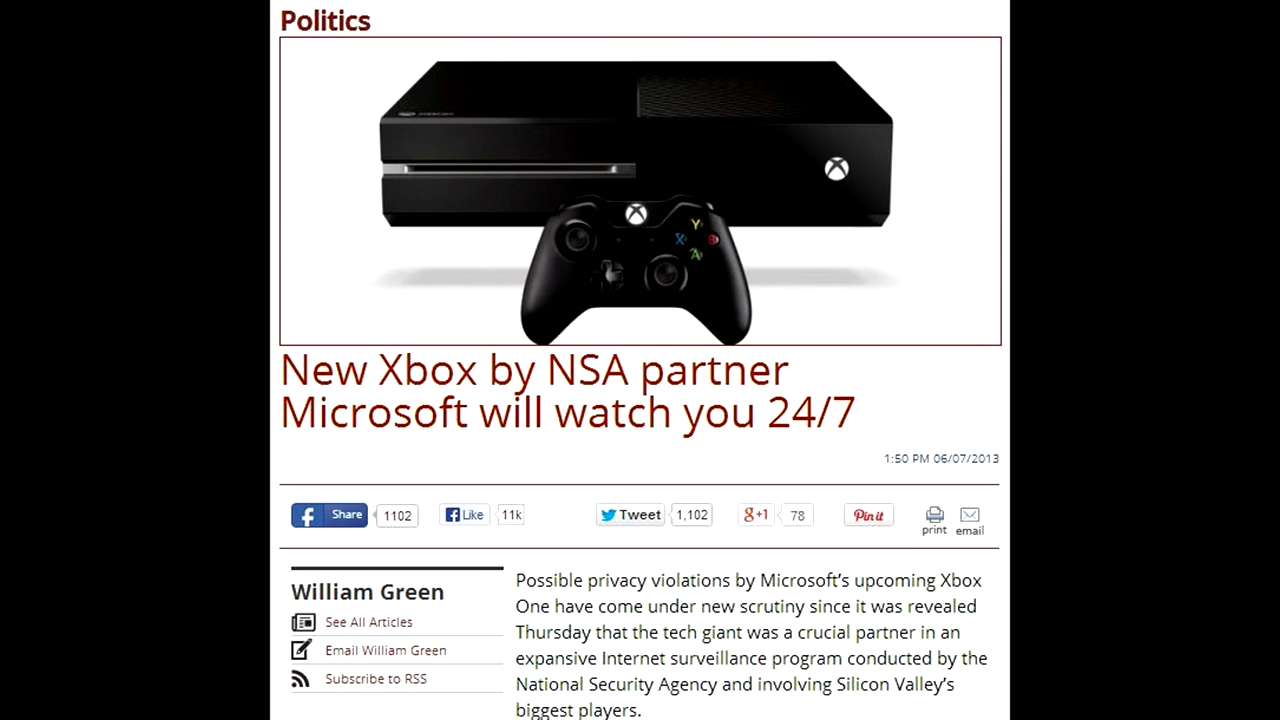 Politics
XBOX
Y
X
B
A
New Xbox by NSA partner
Microsoft will watch you 24/7
1:50 PM 06/07/2013
Share 1102 Like 11k Tweet 1,102 g+1 78 Pin it print email
William Green
See All Articles
Email William Green
Subscribe to RSS
Possible privacy violations by Microsoft’s upcoming Xbox
One have come under new scrutiny since it was revealed
Thursday that the tech giant was a crucial partner in an
expansive Internet surveillance program conducted by the
National Security Agency and involving Silicon Valley’s
biggest players.